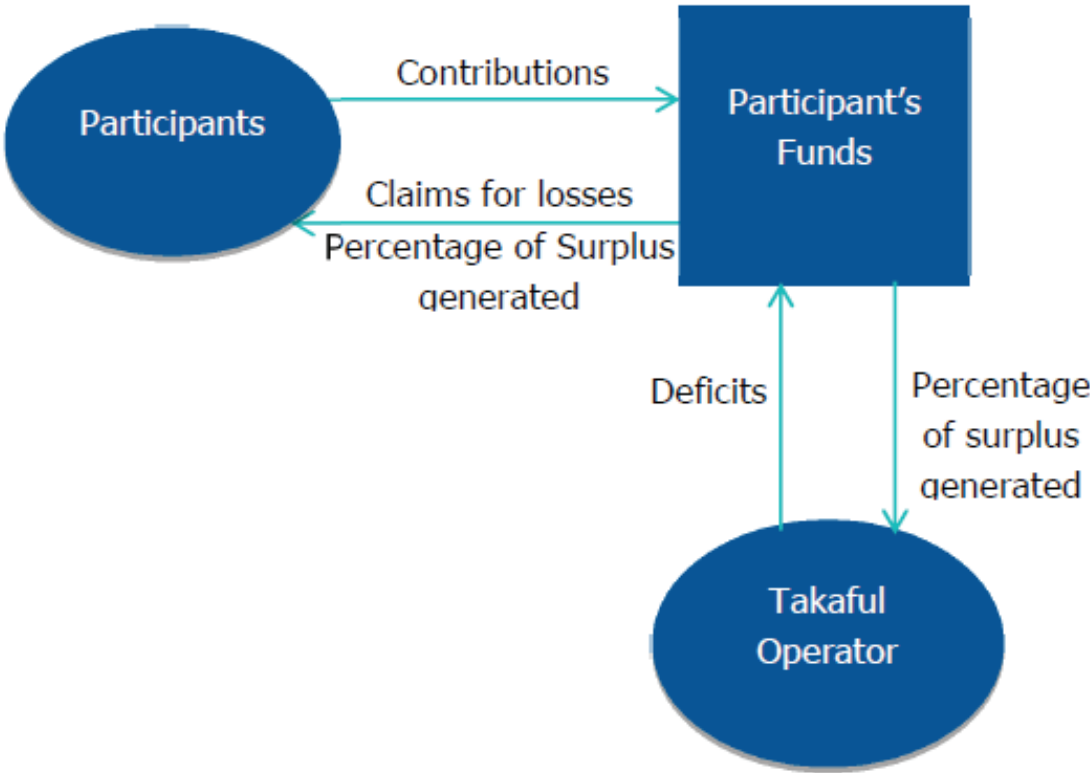 Contributions
Participants
Participant's
Funds
Claims for losses
Percentage of Surplus
generated
Deficits
Percentage
of surplus
generated
Takaful
Operator